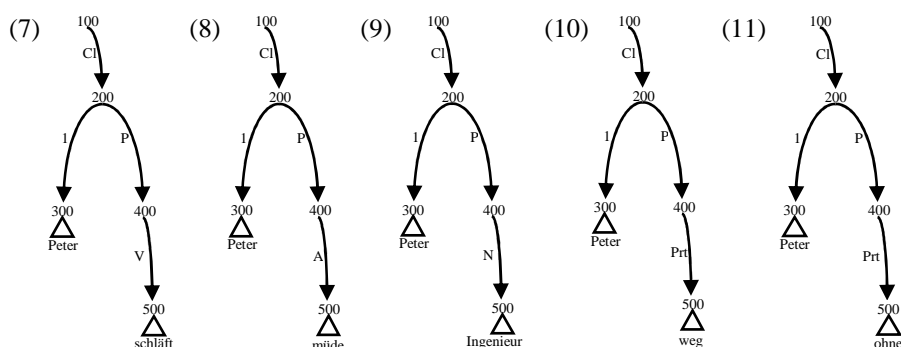 (7) 100 (8) 100 (9) 100 (10) 100 (11) 100
Cl Cl Cl Cl Cl
200 200 200 200 200
1 P 1 P 1 P 1 P 1 P
300 400 300 400 300 400 300 400 300 400
Peter Peter Peter Peter Peter
V A N Prt Prt
500 500 500 500 500
schläft müde Ingenieur weg ohne